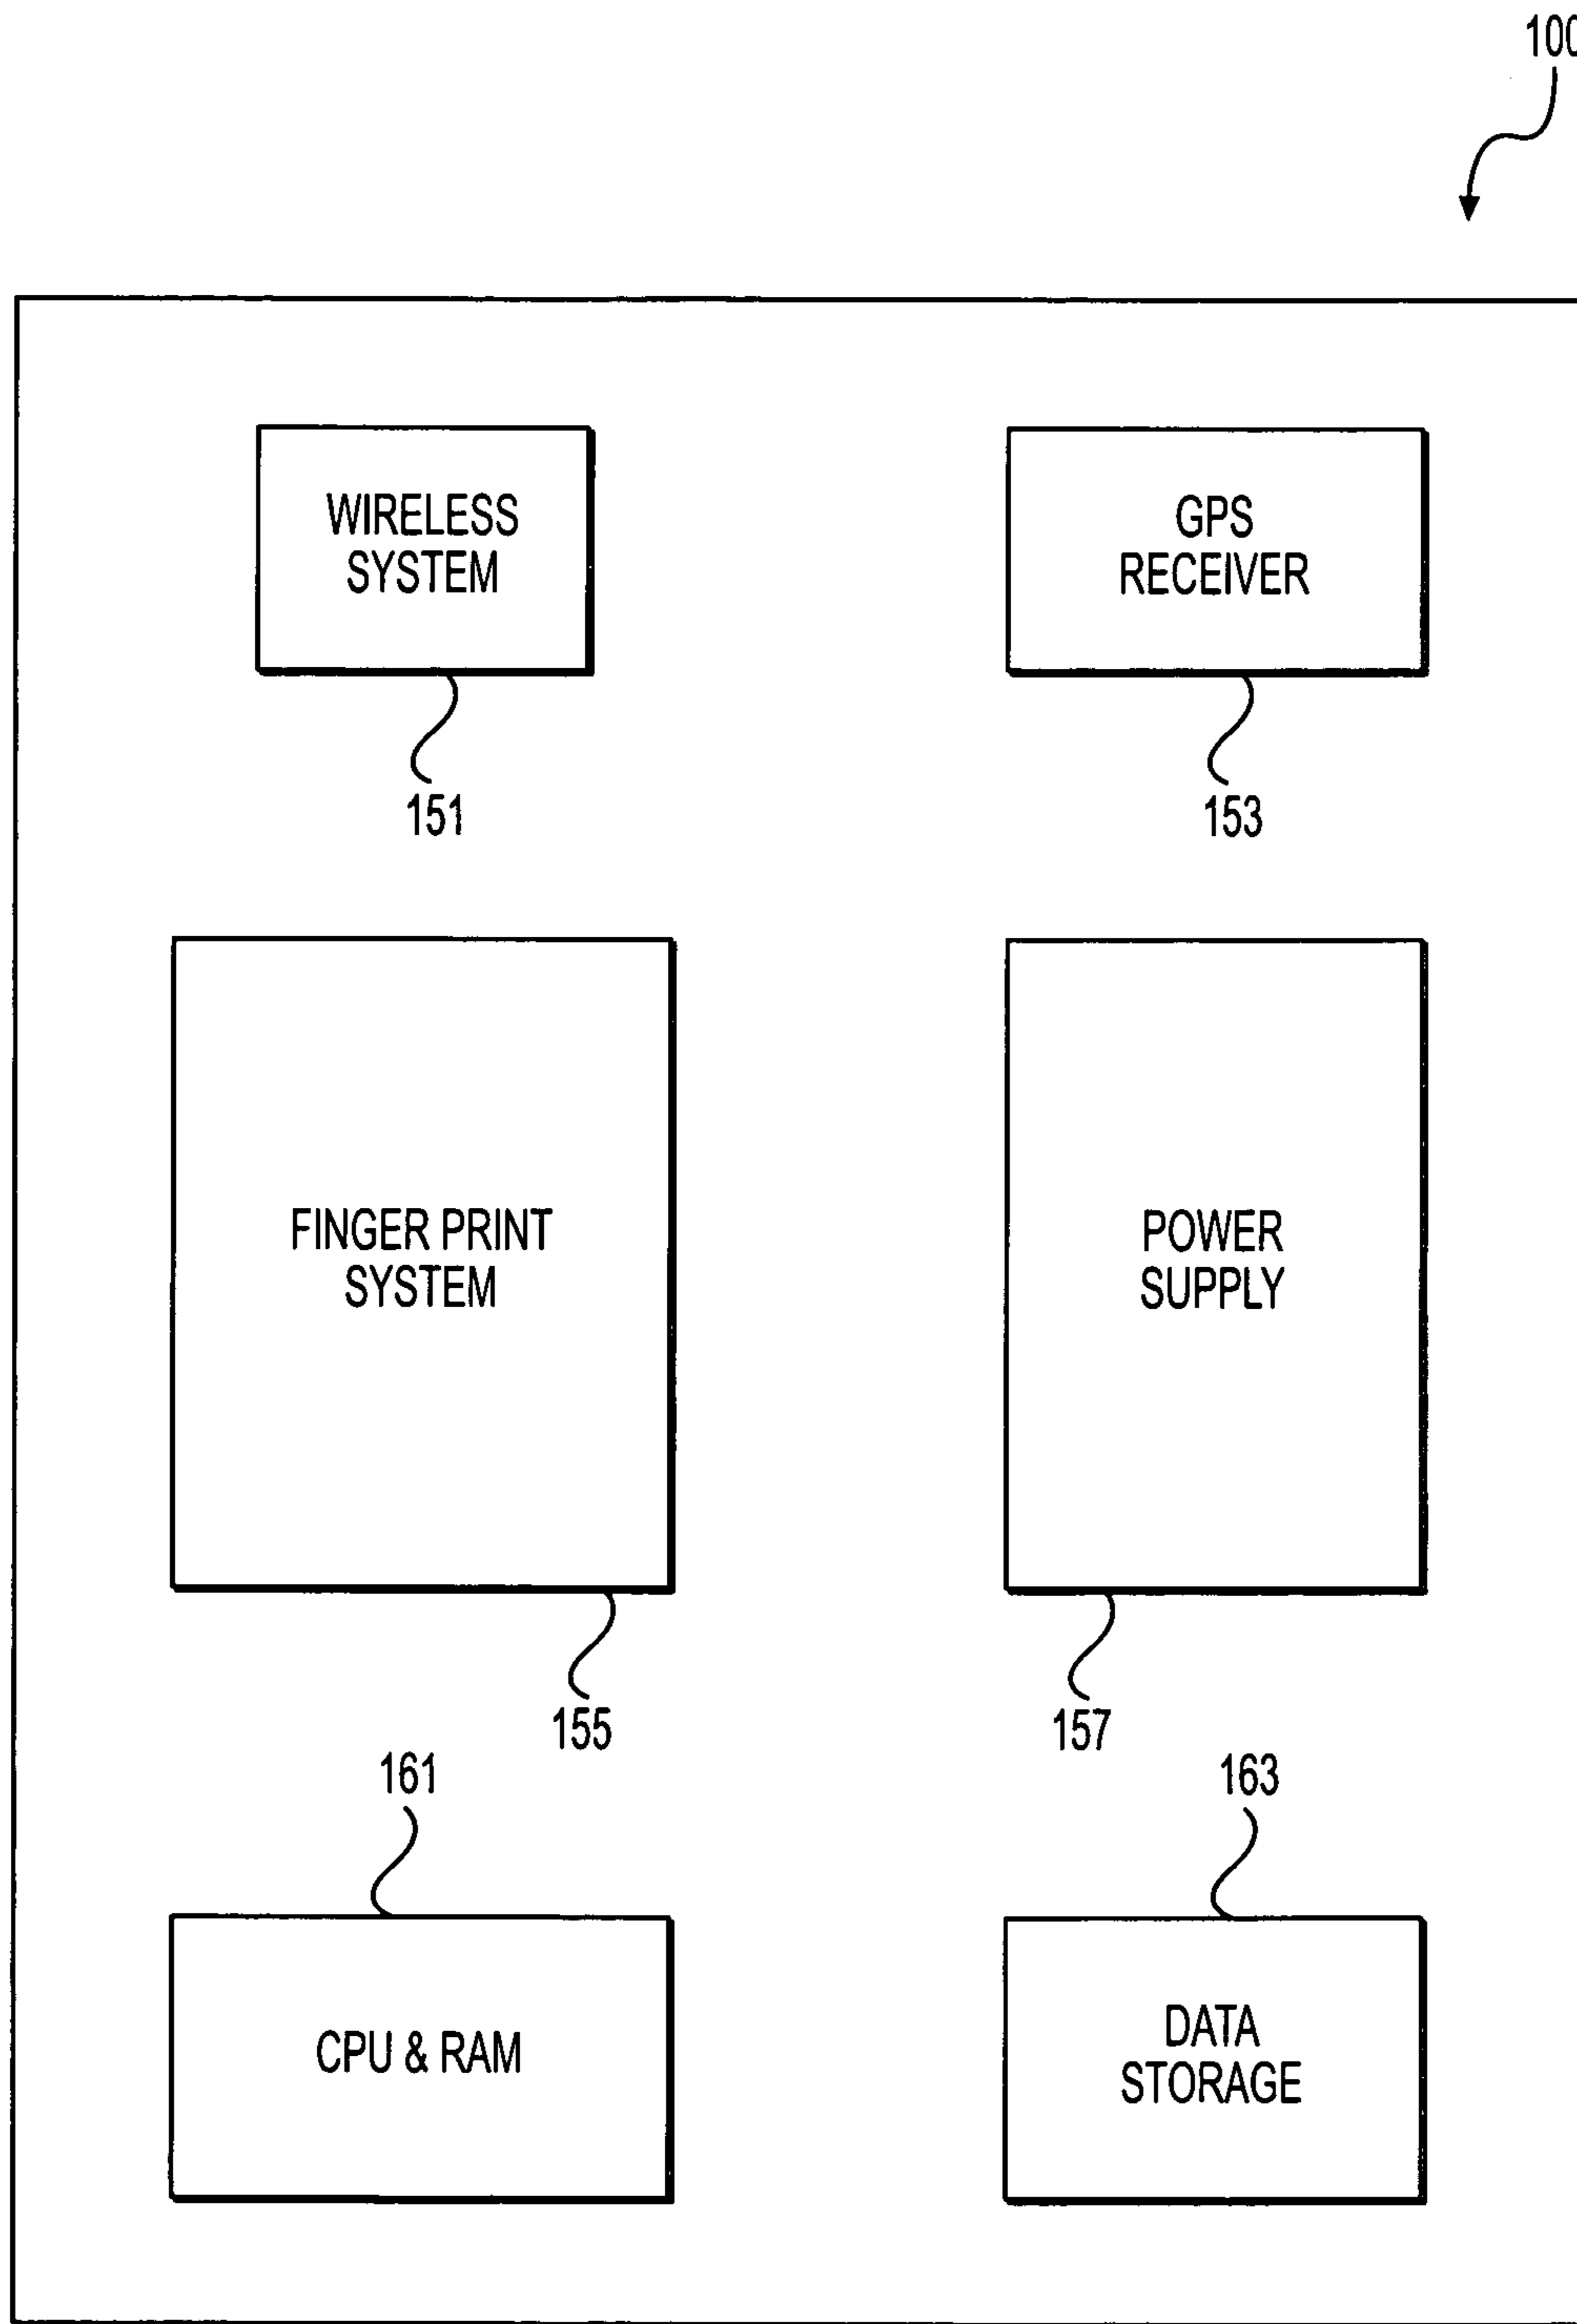 100
WIRELESS
SYSTEM
GPS
RECEIVER
151
153
FINGER PRINT
SYSTEM
POWER
SUPPLY
155
157
161
163
CPU & RAM
DATA
STORAGE